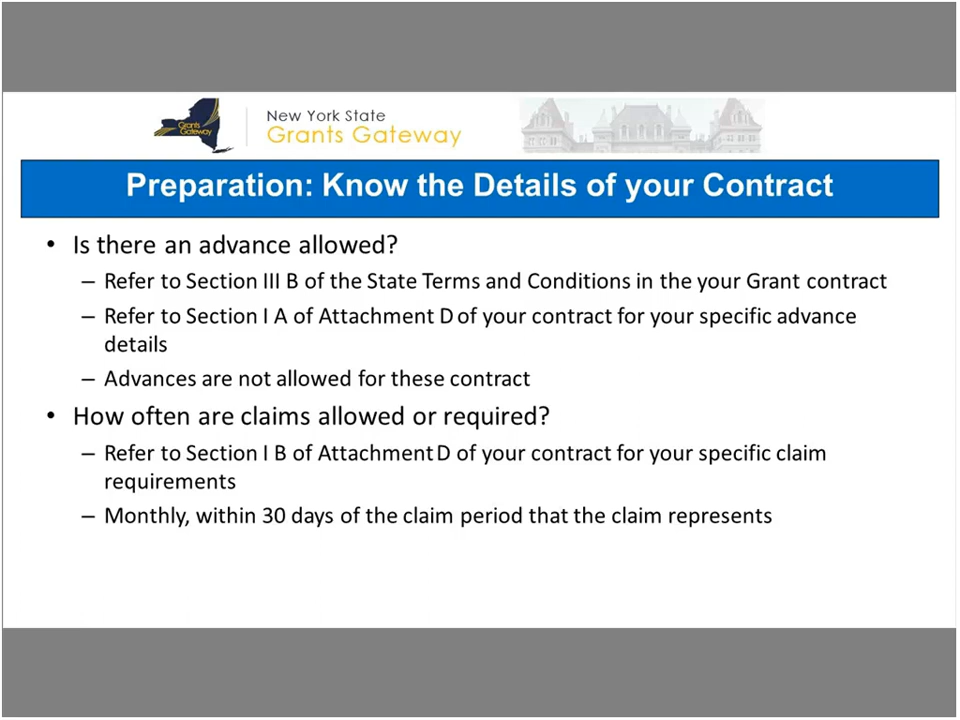 Grants
Gateway
New York State
Grants Gateway
Preparation: Know the Details of your Contract
• Is there an advance allowed?
– Refer to Section III B of the State Terms and Conditions in the your Grant contract
– Refer to Section I A of Attachment D of your contract for your specific advance
details
– Advances are not allowed for these contract
• How often are claims allowed or required?
– Refer to Section I B of Attachment D of your contract for your specific claim
requirements
– Monthly, within 30 days of the claim period that the claim represents